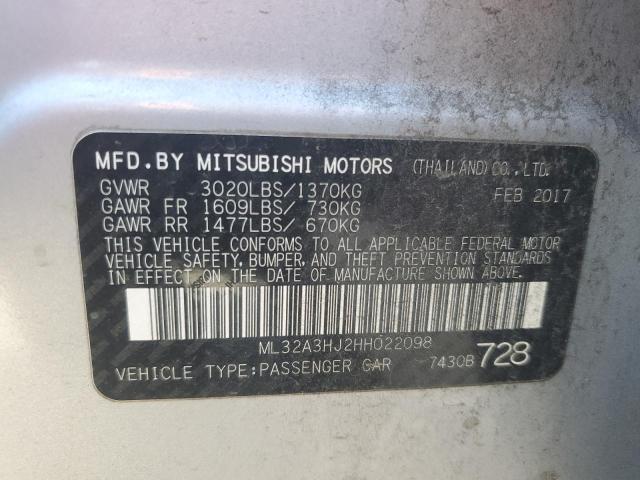 MFD.BY MITSUBISHI MOTORS (THAILAND)CO.,LTD.
GVWR 3020LBS/1370KG FEB 2017
GAWR FR 1609LBS/ 730KG
GAWR RR 1477LBS/ 670KG
THIS VEHICLE CONFORMS TO ALL APPLICABLE FEDERAL MOTOR
VEHICLE SAFETY, BUMPER, AND THEFT PREVENTION STANDARDS
IN EFFECT ON THE DATE OF MANUFACTURE SHOWN ABOVE.
ML32A3HJ2HH022098
VEHICLE TYPE:PASSENGER CAR 7430B 728